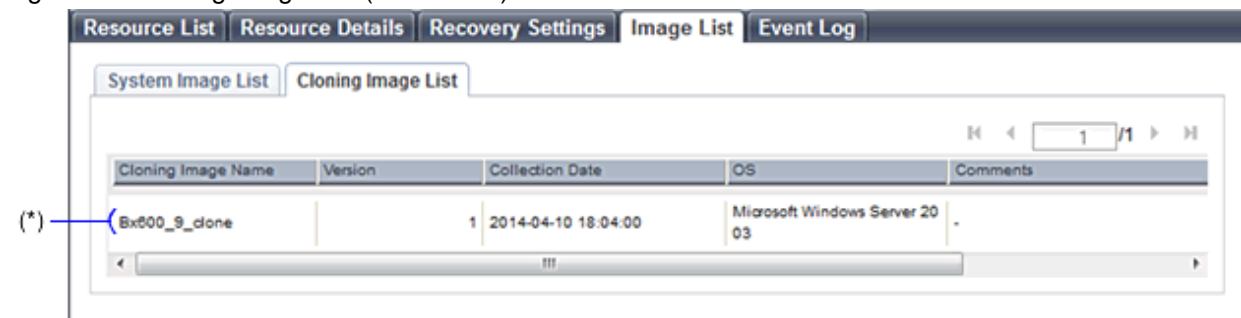 Resource List Resource Details Recovery Settings Image List Event Log
System Image List Cloning Image List
1 /1
Cloning Image Name Version Collection Date OS Comments
(*) Bx600_9_clone 1 2014-04-10 18:04:00 Microsoft Windows Server 20
03 -